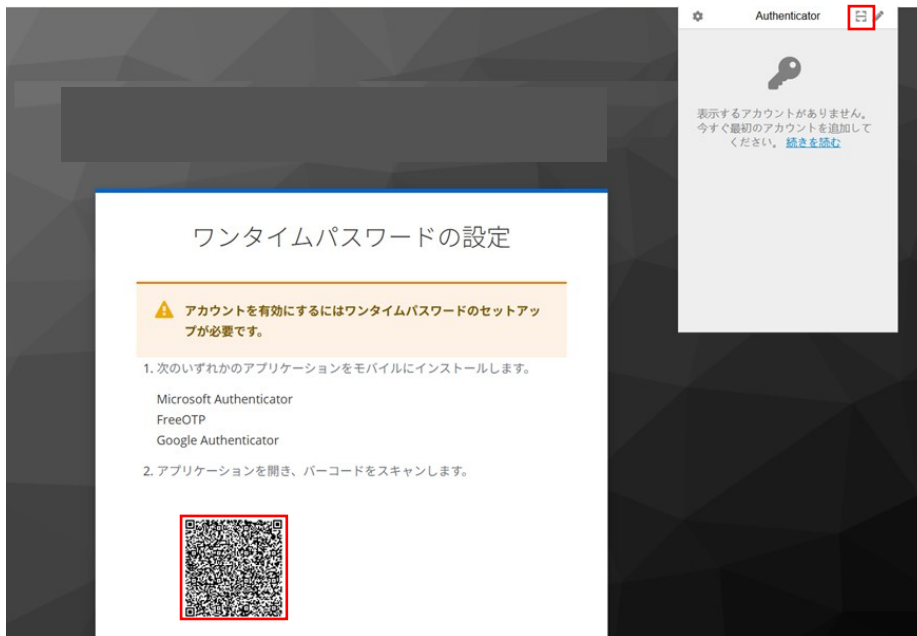 Authenticator
表示するアカウントがありません。
今すぐ最初のアカウントを追加して
ください。 続きを読む
ワンタイムパスワードの設定
アカウントを有効にするにはワンタイムパスワードのセットアッ
プが必要です。
1. 次のいずれかのアプリケーションをモバイルにインストールします。
Microsoft Authenticator
FreeOTP
Google Authenticator
2. アプリケーションを開き、バーコードをスキャンします。